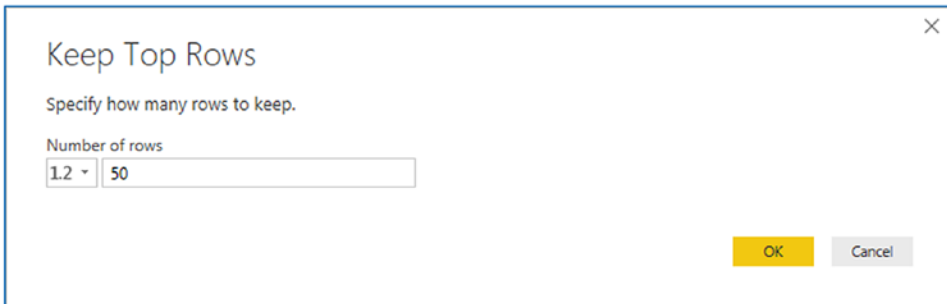 Keep Top Rows
Specify how many rows to keep.
Number of rows
1.2 50
OK Cancel